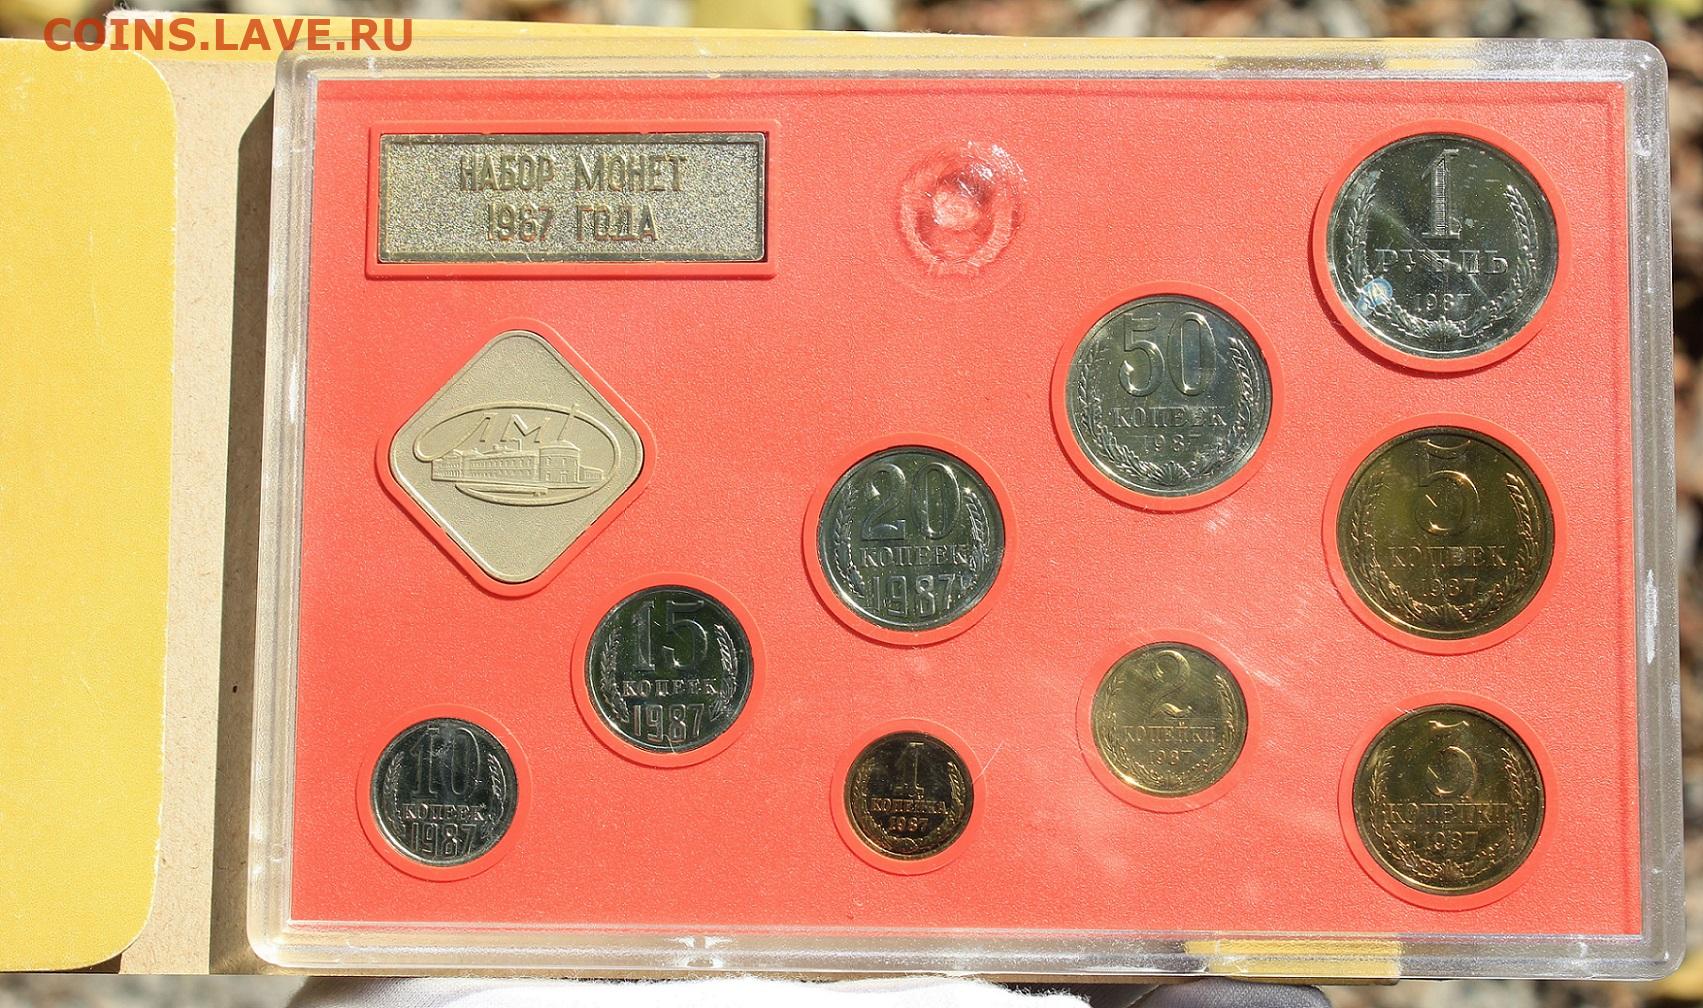 COINS.LAVE.RU
НАБОР МОНЕТ
1987 ГОДА
1
РУБЛЬ
1987
50
КОПЕЕК
1987
ЛМД
20
КОПЕЕК
1987
5
КОПЕЕК
1987
15
КОПЕЕК
1987
2
КОПЕЙКИ
1987
10
КОПЕЕК
1987
1
КОПЕЙКА
1987
3
КОПЕЙКИ
1987